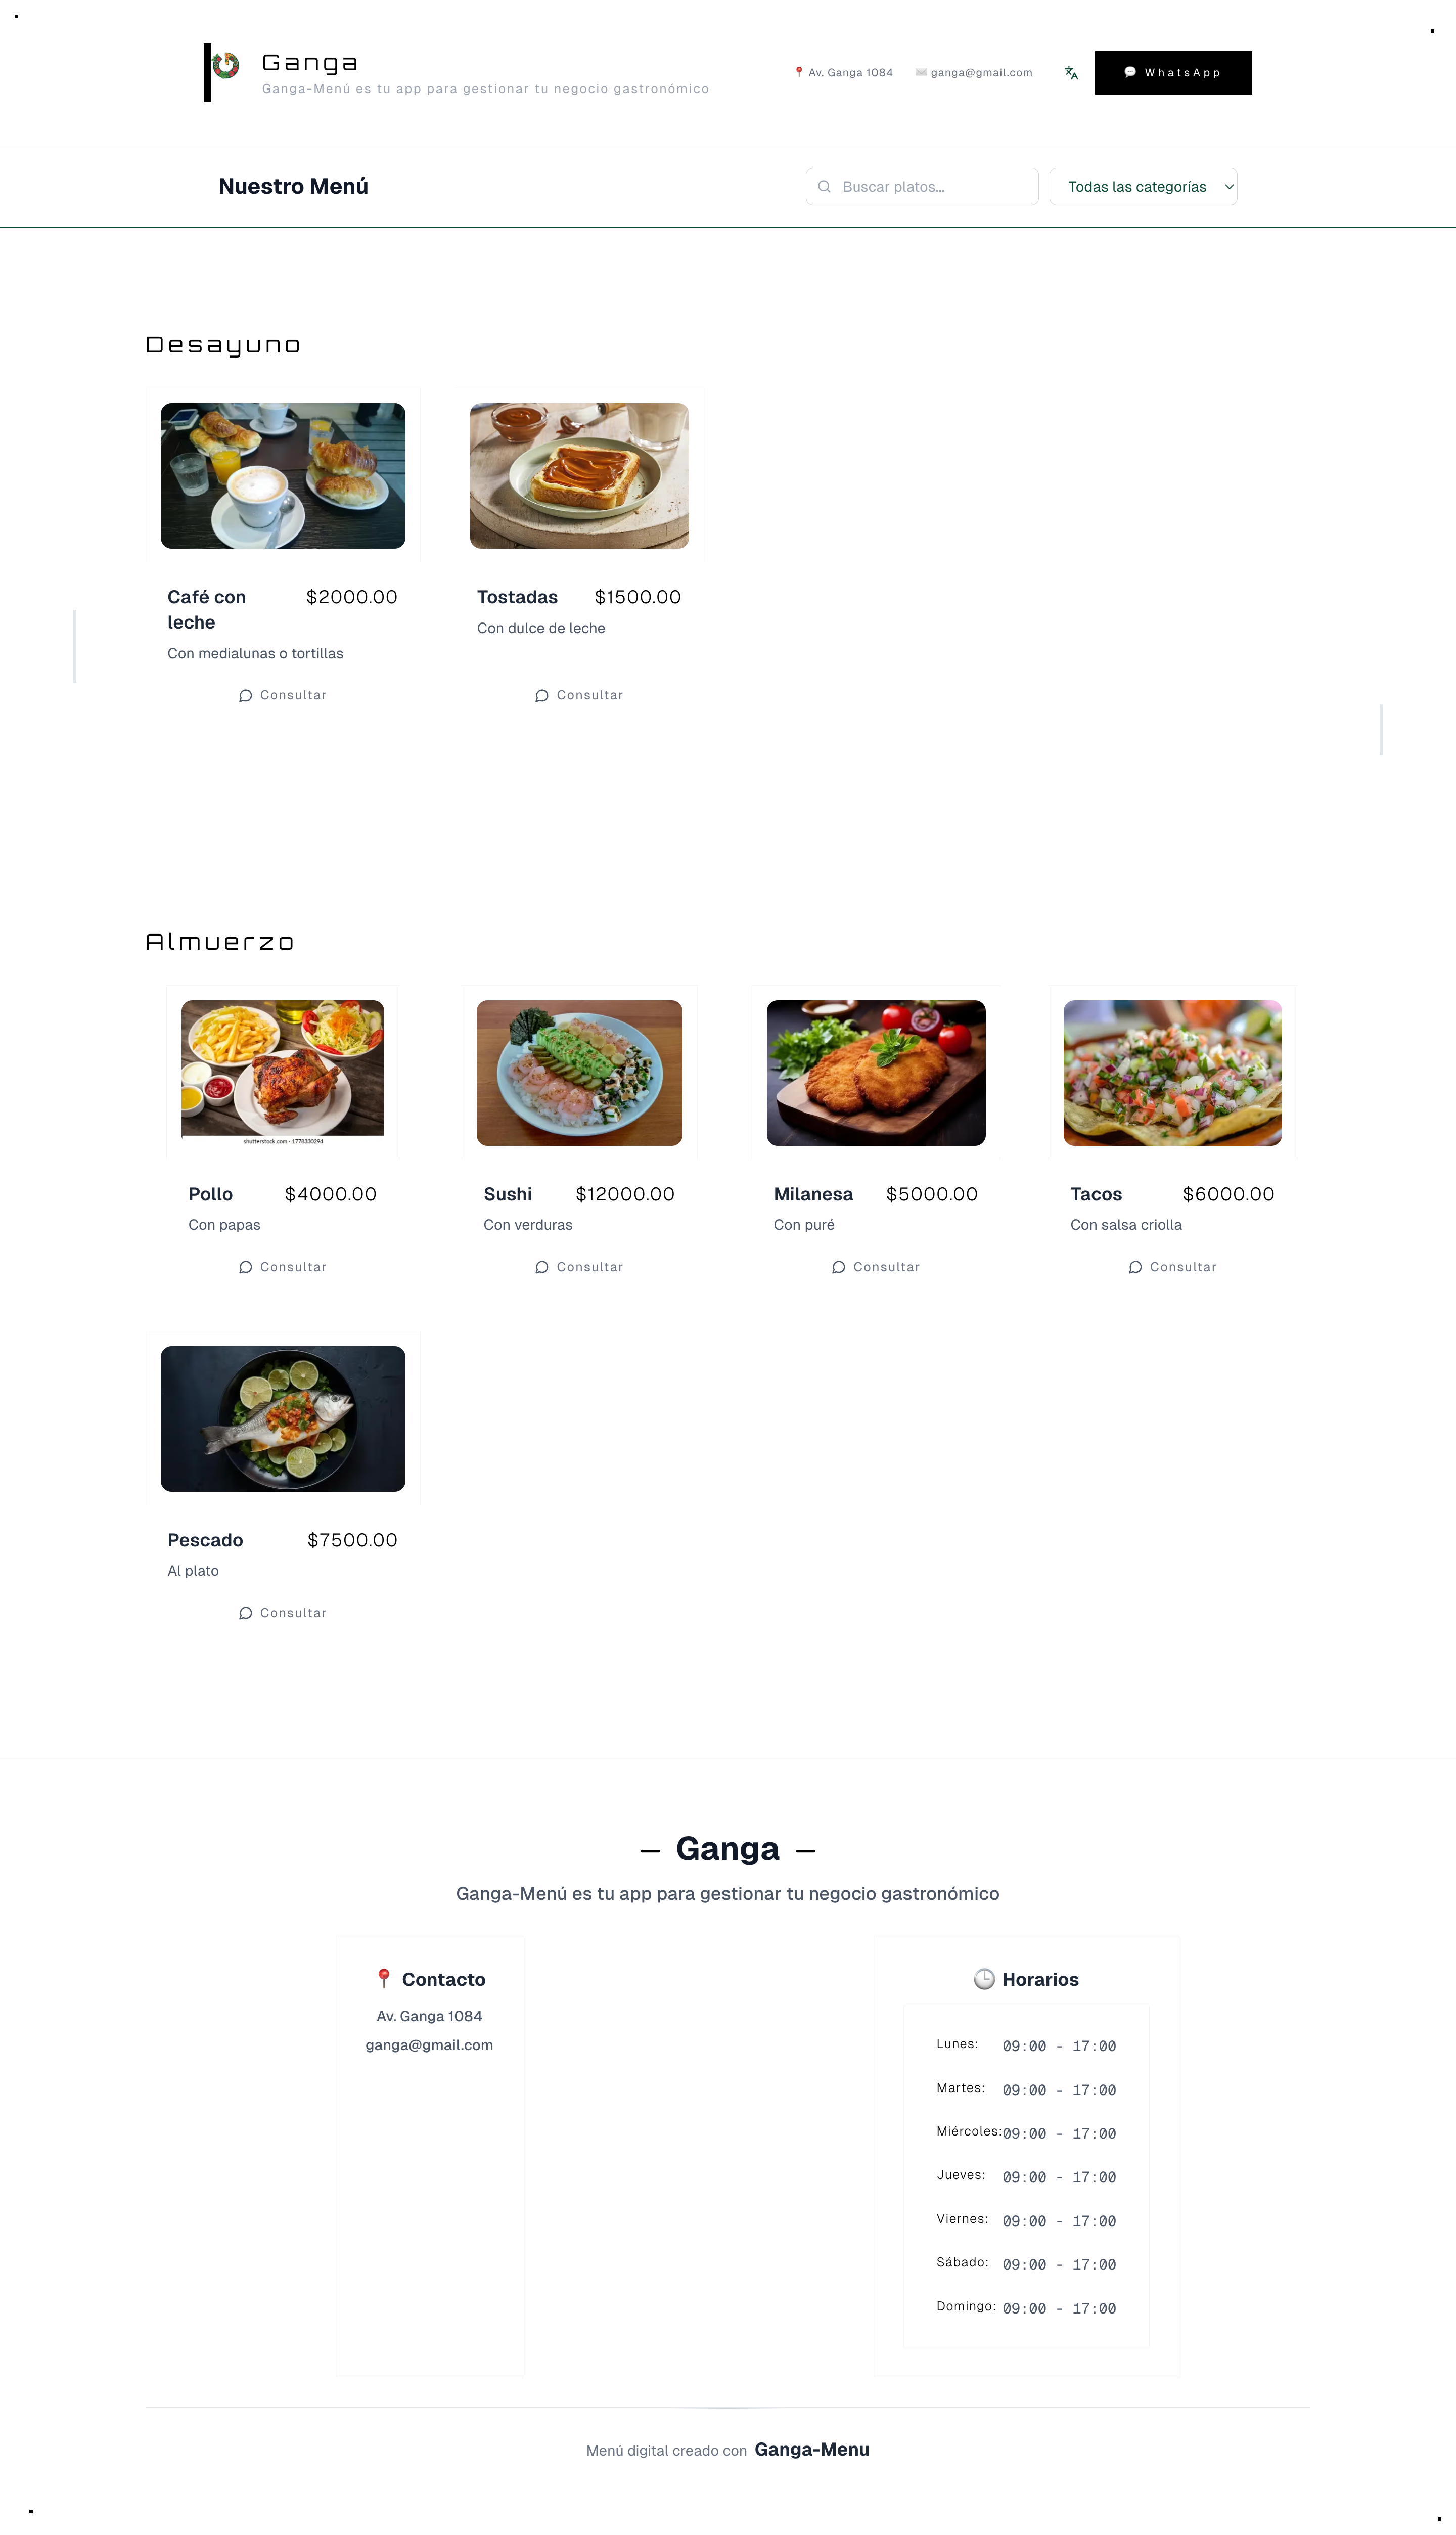 Ganga
Ganga-Menú es tu app para gestionar tu negocio gastronómico
📍 Av. Ganga 1084
✉️ ganga@gmail.com
💬 WhatsApp
Nuestro Menú
Buscar platos...
Todas las categorías
Desayuno
Café con leche
$2000.00
Con medialunas o tortillas
Consultar
Tostadas
$1500.00
Con dulce de leche
Consultar
Almuerzo
shutterstock.com · 1778330294
Pollo
$4000.00
Con papas
Consultar
Sushi
$12000.00
Con verduras
Consultar
Milanesa
$5000.00
Con puré
Consultar
Tacos
$6000.00
Con salsa criolla
Consultar
Pescado
$7500.00
Al plato
Consultar
— Ganga —
Ganga-Menú es tu app para gestionar tu negocio gastronómico
📍 Contacto
Av. Ganga 1084
ganga@gmail.com
🕒 Horarios
Lunes: 09:00 - 17:00
Martes: 09:00 - 17:00
Miércoles: 09:00 - 17:00
Jueves: 09:00 - 17:00
Viernes: 09:00 - 17:00
Sábado: 09:00 - 17:00
Domingo: 09:00 - 17:00
Menú digital creado con Ganga-Menu